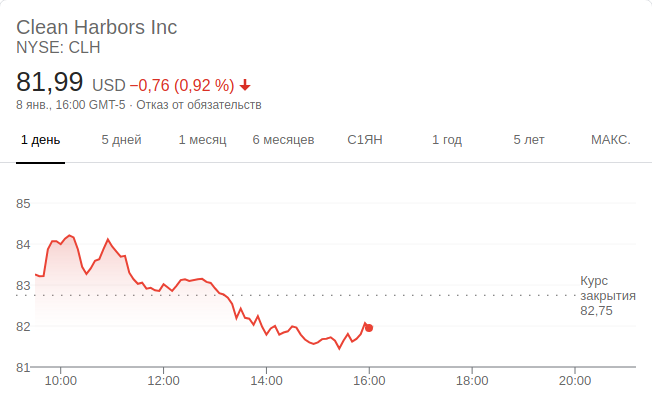 Clean Harbors Inc
NYSE: CLH
81,99 USD −0,76 (0,92 %)
8 янв., 16:00 GMT-5 · Отказ от обязательств
1 день 5 дней 1 месяц 6 месяцев С1ЯН 1 год 5 лет МАКС.
85
84
83
82
81
Курс
закрытия
82,75
10:00 12:00 14:00 16:00 18:00 20:00